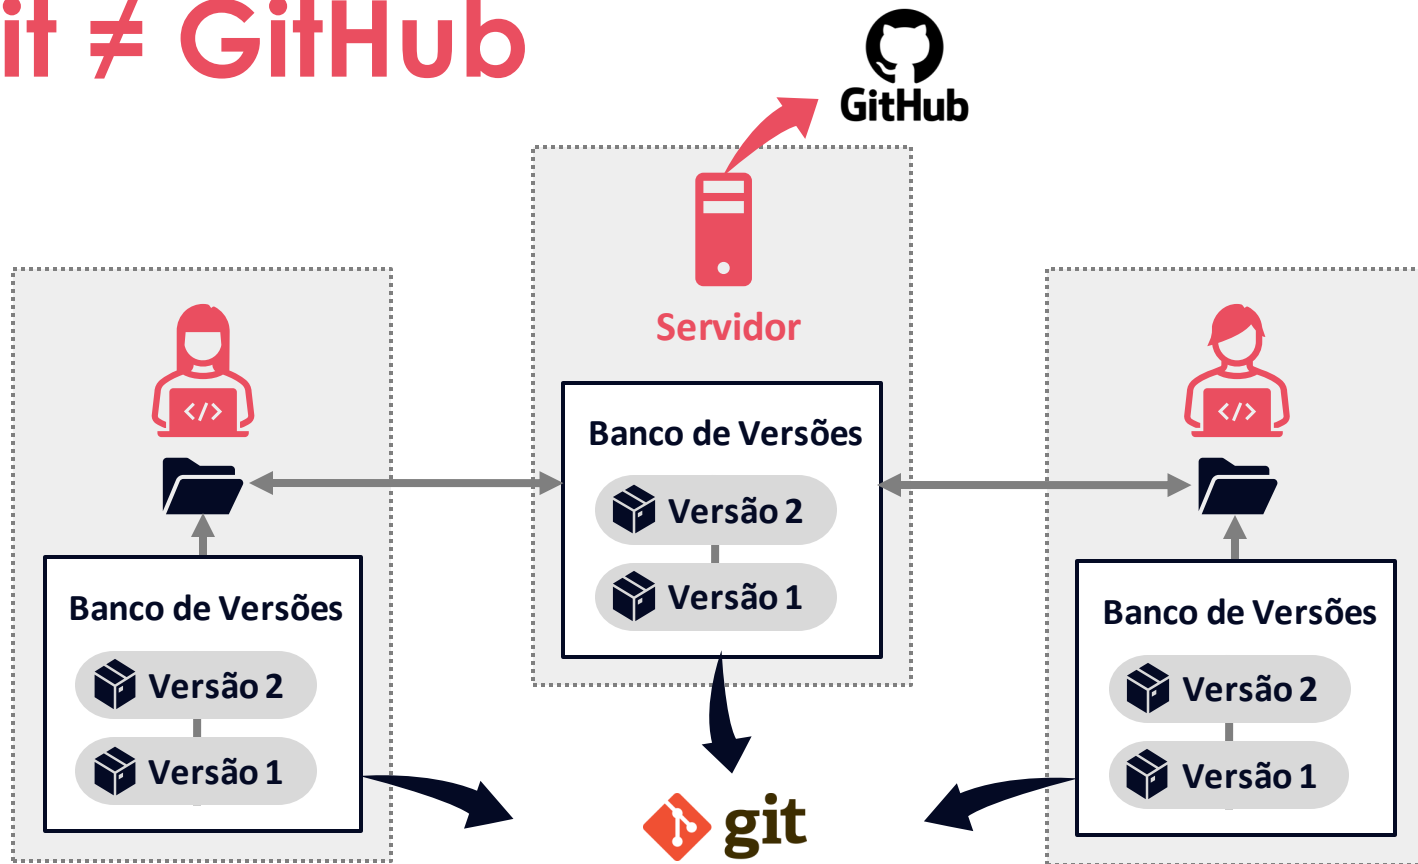 it ≠ GitHub
GitHub
Servidor
Banco de Versões
Versão 2
Versão 1
</>
Banco de Versões
Versão 2
Versão 1
</>
Banco de Versões
Versão 2
Versão 1
git